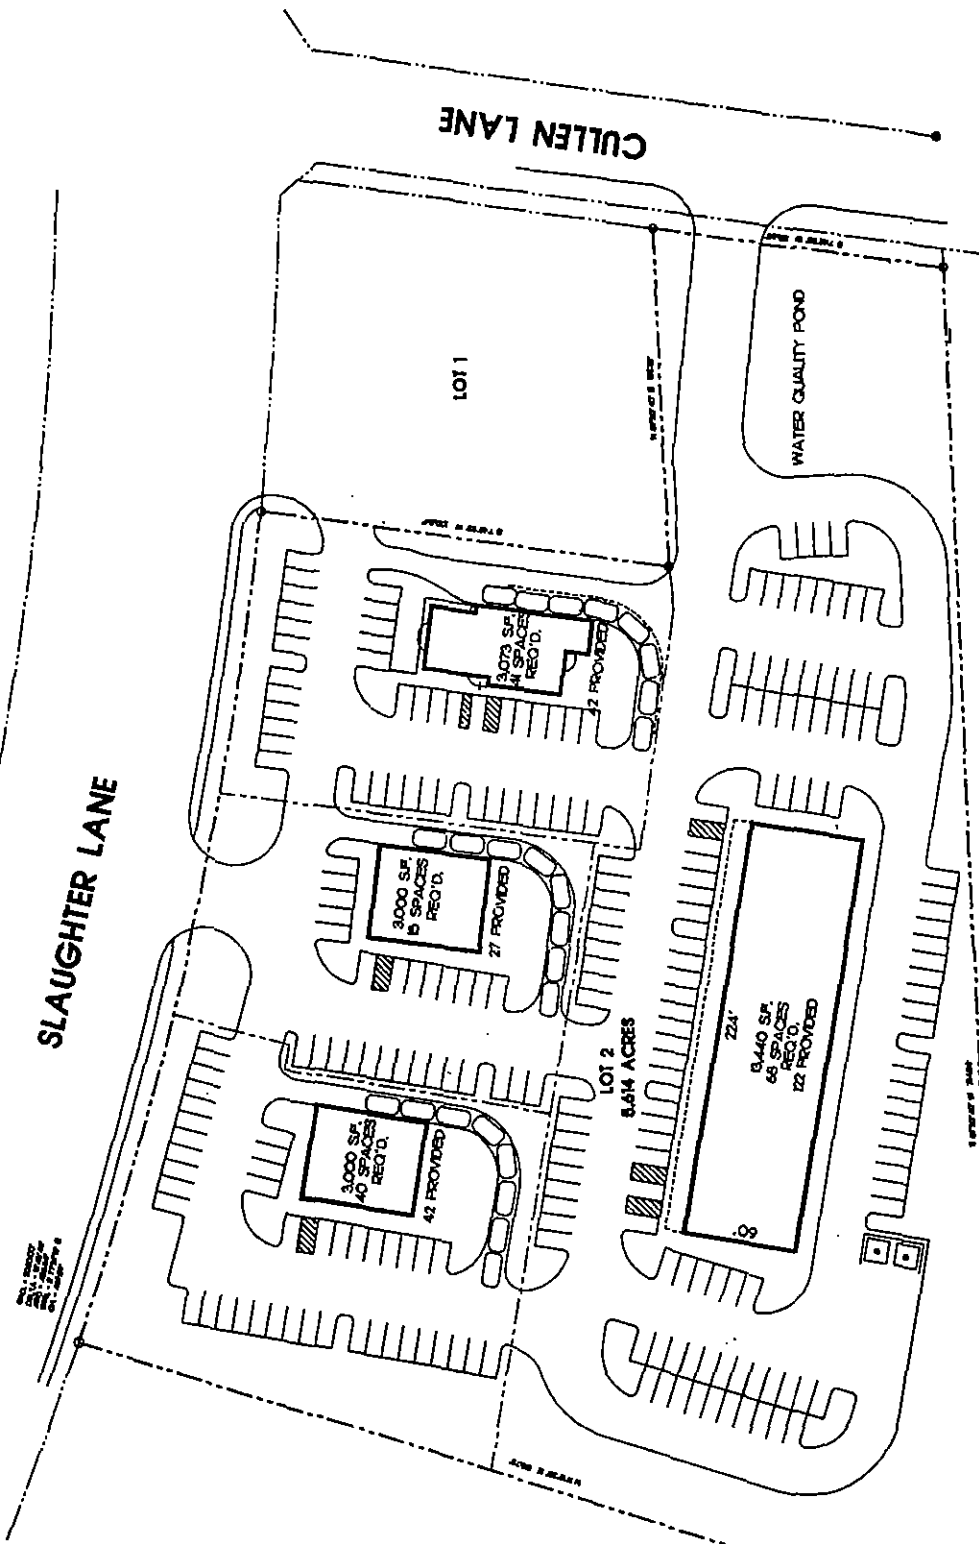 CULLEN LANE
LOT 1
WATER QUALITY POND
3,073 S.F.
41 SPACES
REQ'D.
42 PROVIDED
SLAUGHTER LANE
3,000 S.F.
15 SPACES
REQ'D.
27 PROVIDED
LOT 2
8,614 ACRES
224'
13,440 S.F.
68 SPACES
REQ'D.
122 PROVIDED
60'
3,000 S.F.
40 SPACES
REQ'D.
42 PROVIDED